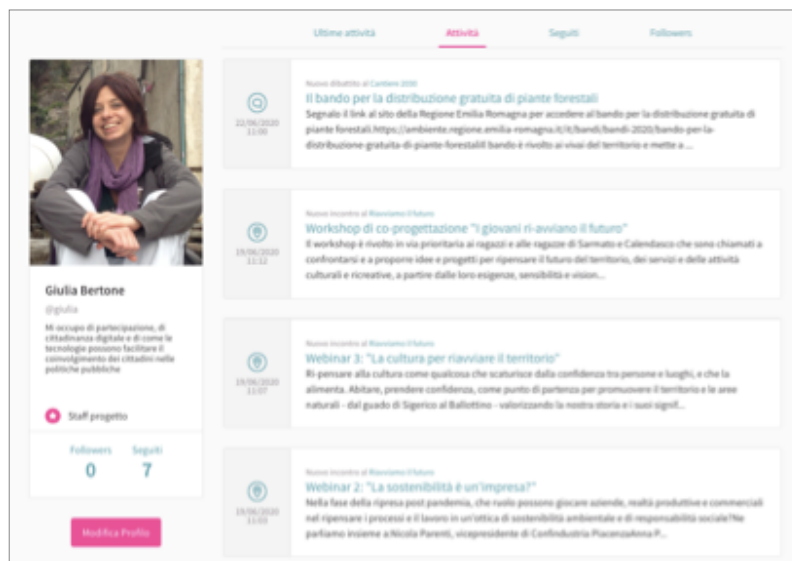 Ultime attività
Attività
Seguiti
Followers
Giulia Bertone
@giulia
Mi occupo di partecipazione, di
cittadinanza digitale e di come le
tecnologie possono facilitare il
coinvolgimento dei cittadini nelle
politiche pubbliche
Staff progetto
Followers
Seguiti
0
7
Modifica Profilo
22/06/2020
11:06
Nuovo dibattito al Cantiere 2030
Il bando per la distribuzione gratuita di piante forestali
Segnalo il link al sito della Regione Emilia Romagna per accedere al bando per la distribuzione gratuita di
piante forestali.https://ambiente.regione.emilia-romagna.it/it/bandi/bandi-2020/bando-per-la-
distribuzione-gratuita-di-piante-forestaliIl bando è rivolto ai vivai del territorio e mette a ...
19/06/2020
11:12
Nuovo incontro al Riavviamo il futuro
Workshop di co-progettazione "I giovani ri-avviano il futuro"
Il workshop è rivolto in via prioritaria ai ragazzi e alle ragazze di Sarmato e Calendasco che sono chiamati a
confrontarsi e a proporre idee e progetti per ripensare il futuro del territorio, dei servizi e delle attività
culturali e ricreative, a partire dalle loro esigenze, sensibilità e vision...
19/06/2020
11:07
Nuovo incontro al Riavviamo il futuro
Webinar 3: "La cultura per riavviare il territorio"
Ri-pensare alla cultura come qualcosa che scaturisce dalla confidenza tra persone e luoghi, e che la
alimenta. Abitare, prendere confidenza, come punto di partenza per promuovere il territorio e le aree
naturali - dal guado di Sigerico al Ballottino - valorizzando la nostra storia e i suoi signif...
19/06/2020
11:03
Nuovo incontro al Riavviamo il futuro
Webinar 2: "La sostenibilità è un'impresa?"
Nella fase della ripresa post pandemia, che ruolo possono giocare aziende, realtà produttive e commerciali
nel ripensare i processi e il lavoro in un'ottica di sostenibilità ambientale e di responsabilità sociale?Ne
parliamo insieme a Nicola Parenti, vicepresidente di Confindustria PiacenzaAnna P...